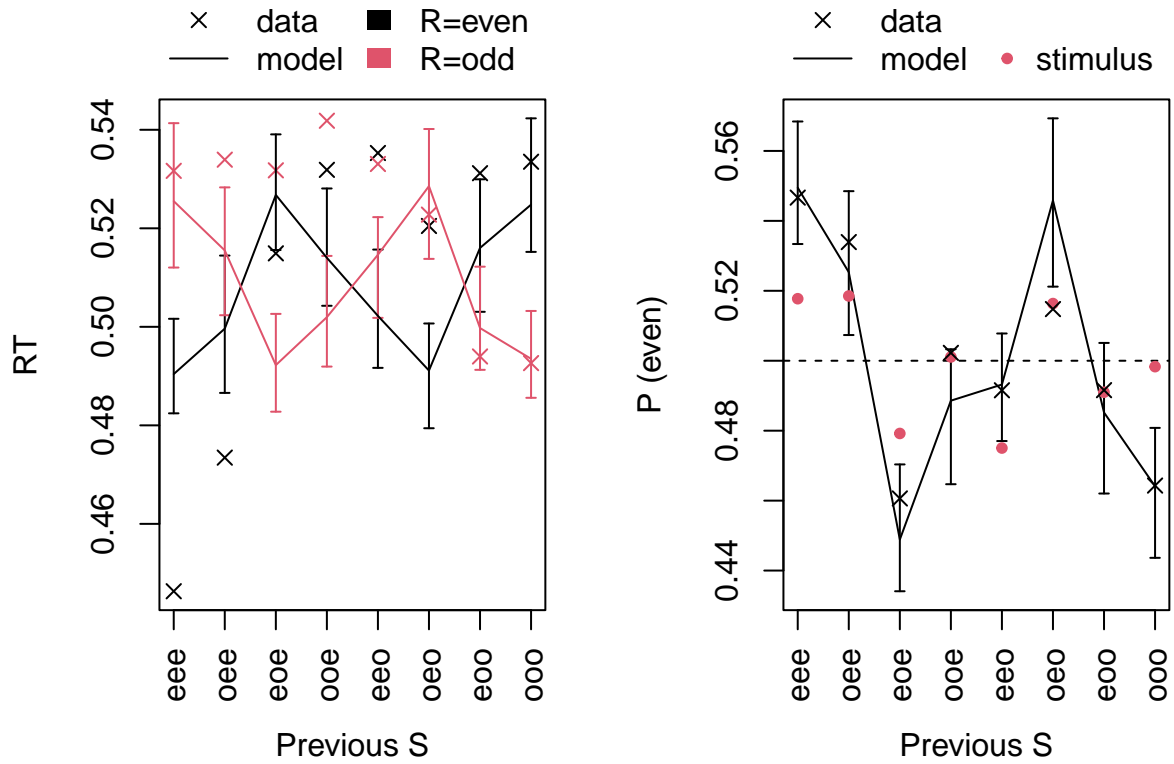 data R=even
model R=odd
RT
0.54
0.52
0.50
0.48
0.46
eee oee eoe ooe eeo oeo eoo ooo
Previous S
data
model stimulus
P (even)
0.56
0.52
0.48
0.44
eee oee eoe ooe eeo oeo eoo ooo
Previous S